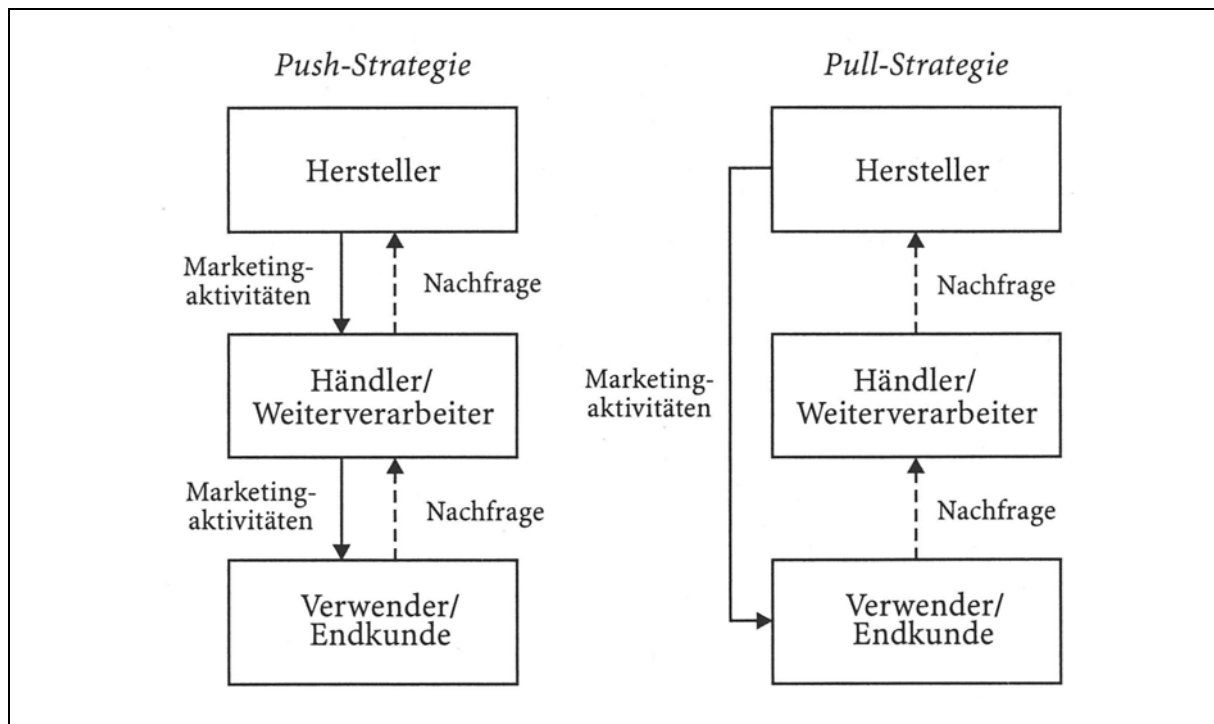 Push-Strategie
Hersteller
Marketing-
aktivitäten
Nachfrage
Händler/
Weiterverarbeiter
Marketing-
aktivitäten
Nachfrage
Verwender/
Endkunde
Pull-Strategie
Hersteller
Nachfrage
Marketing-
aktivitäten
Händler/
Weiterverarbeiter
Nachfrage
Verwender/
Endkunde